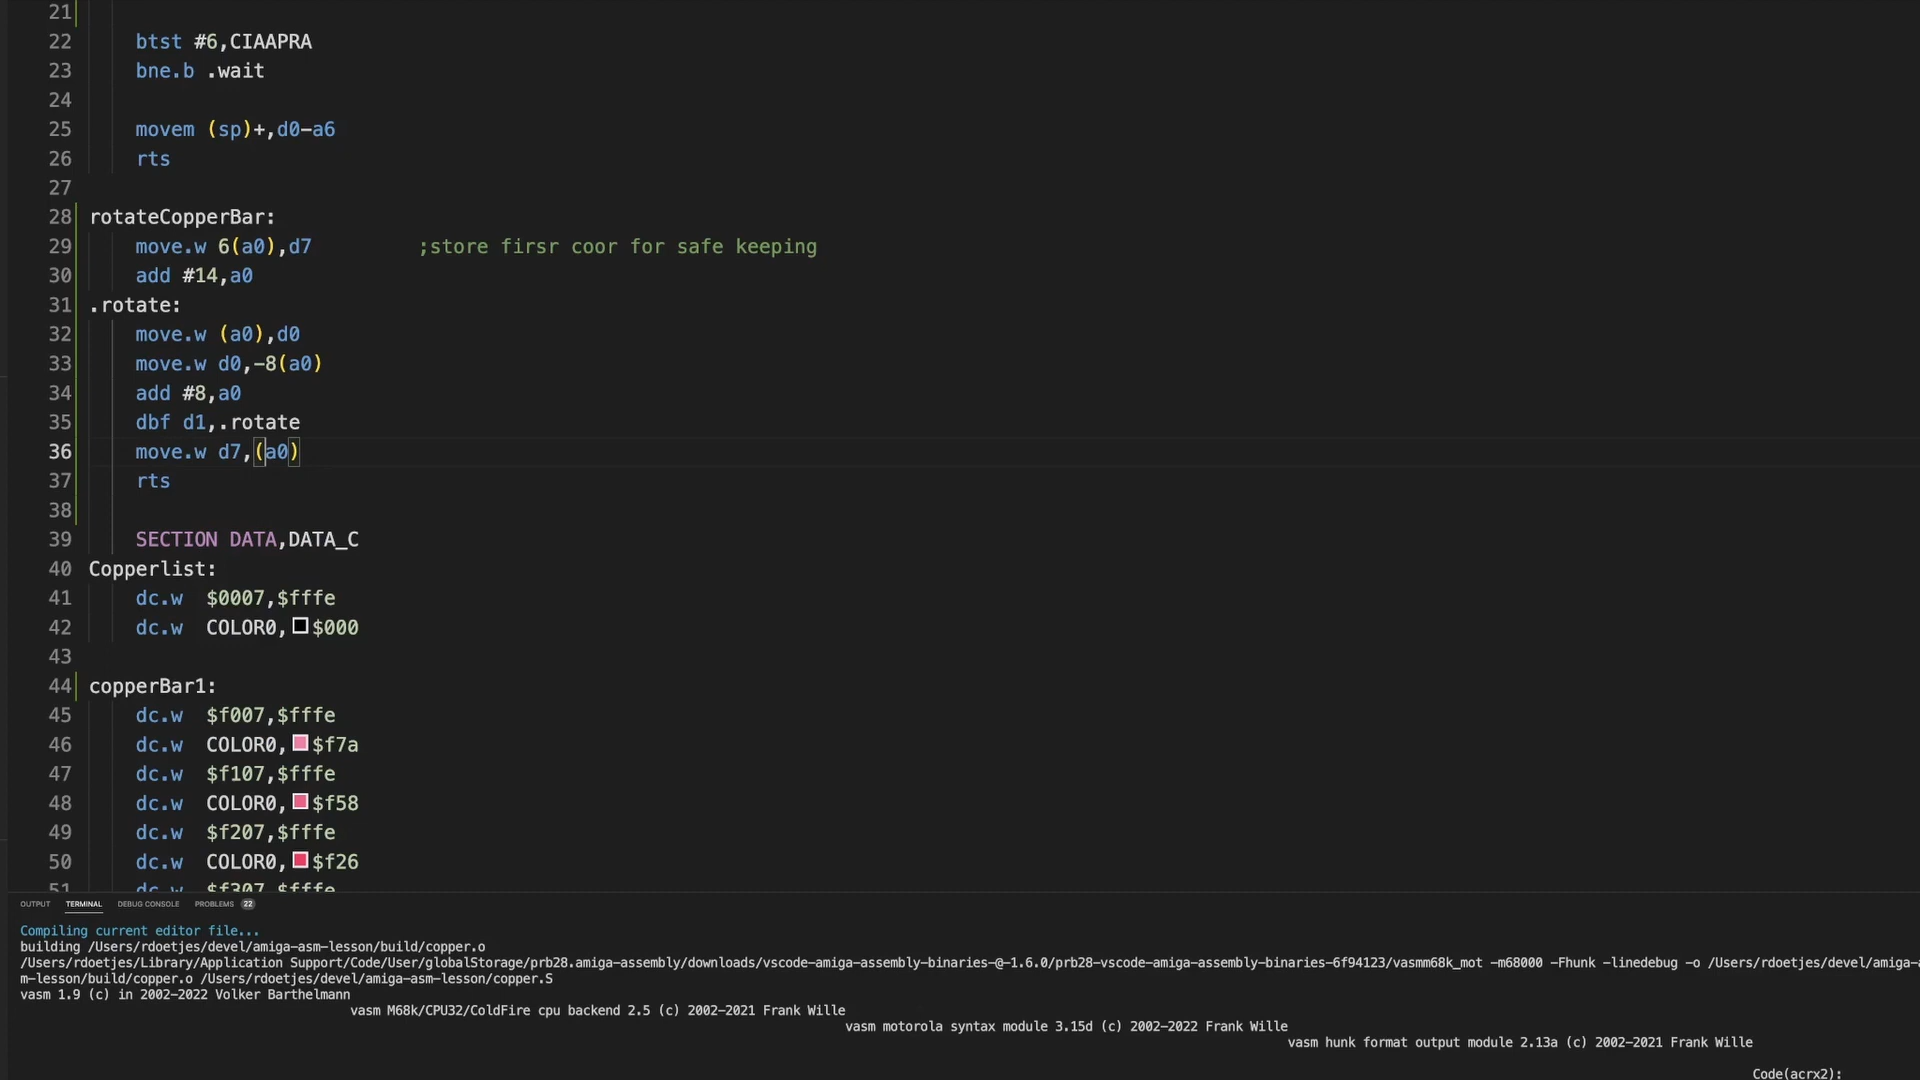 21
22 btst #6,CIAAPRA
23 bne.b .wait
24
25 movem (sp)+,d0-a6
26 rts
27
28 rotateCopperBar:
29 move.w 6(a0),d7 ;store firsr coor for safe keeping
30 add #14,a0
31 .rotate:
32 move.w (a0),d0
33 move.w d0,-8(a0)
34 add #8,a0
35 dbf d1,.rotate
36 move.w d7,(a0)
37 rts
38
39 SECTION DATA,DATA_C
40 Copperlist:
41 dc.w $0007,$fffe
42 dc.w COLOR0,$000
43
44 copperBar1:
45 dc.w $f007,$fffe
46 dc.w COLOR0,$f7a
47 dc.w $f107,$fffe
48 dc.w COLOR0,$f58
49 dc.w $f207,$fffe
50 dc.w COLOR0,$f26
51 dc.w $f307,$fffe
OUTPUT TERMINAL DEBUG CONSOLE PROBLEMS 22
Compiling current editor file...
building /Users/rdoetjes/devel/amiga-asm-lesson/build/copper.o
/Users/rdoetjes/Library/Application Support/Code/User/globalStorage/prb28.amiga-assembly/downloads/vscode-amiga-assembly-binaries-@-1.6.0/prb28-vscode-amiga-assembly-binaries-6f94123/vasmm68k_mot -m68000 -Fhunk -linedebug -o /Users/rdoetjes/devel/amiga-as
m-lesson/build/copper.o /Users/rdoetjes/devel/amiga-asm-lesson/copper.S
vasm 1.9 (c) in 2002-2022 Volker Barthelmann
vasm M68k/CPU32/ColdFire cpu backend 2.5 (c) 2002-2021 Frank Wille
vasm motorola syntax module 3.15d (c) 2002-2022 Frank Wille
vasm hunk format output module 2.13a (c) 2002-2021 Frank Wille
Code(acrx2):